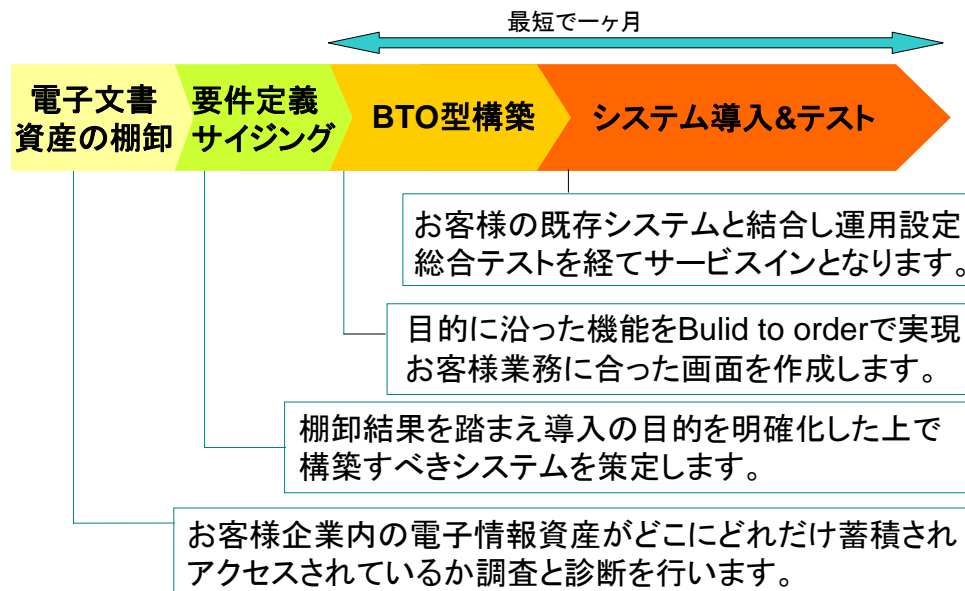 最短で一ヶ月
電子文書
資産の棚卸
要件定義
サイジング
BTO型構築
システム導入&テスト
お客様の既存システムと結合し運用設定
総合テストを経てサービスインとなります。
目的に沿った機能をBulid to orderで実現
お客様業務に合った画面を作成します。
棚卸結果を踏まえ導入の目的を明確化した上で
構築すべきシステムを策定します。
お客様企業内の電子情報資産がどこにどれだけ蓄積され
アクセスされているか調査と診断を行います。